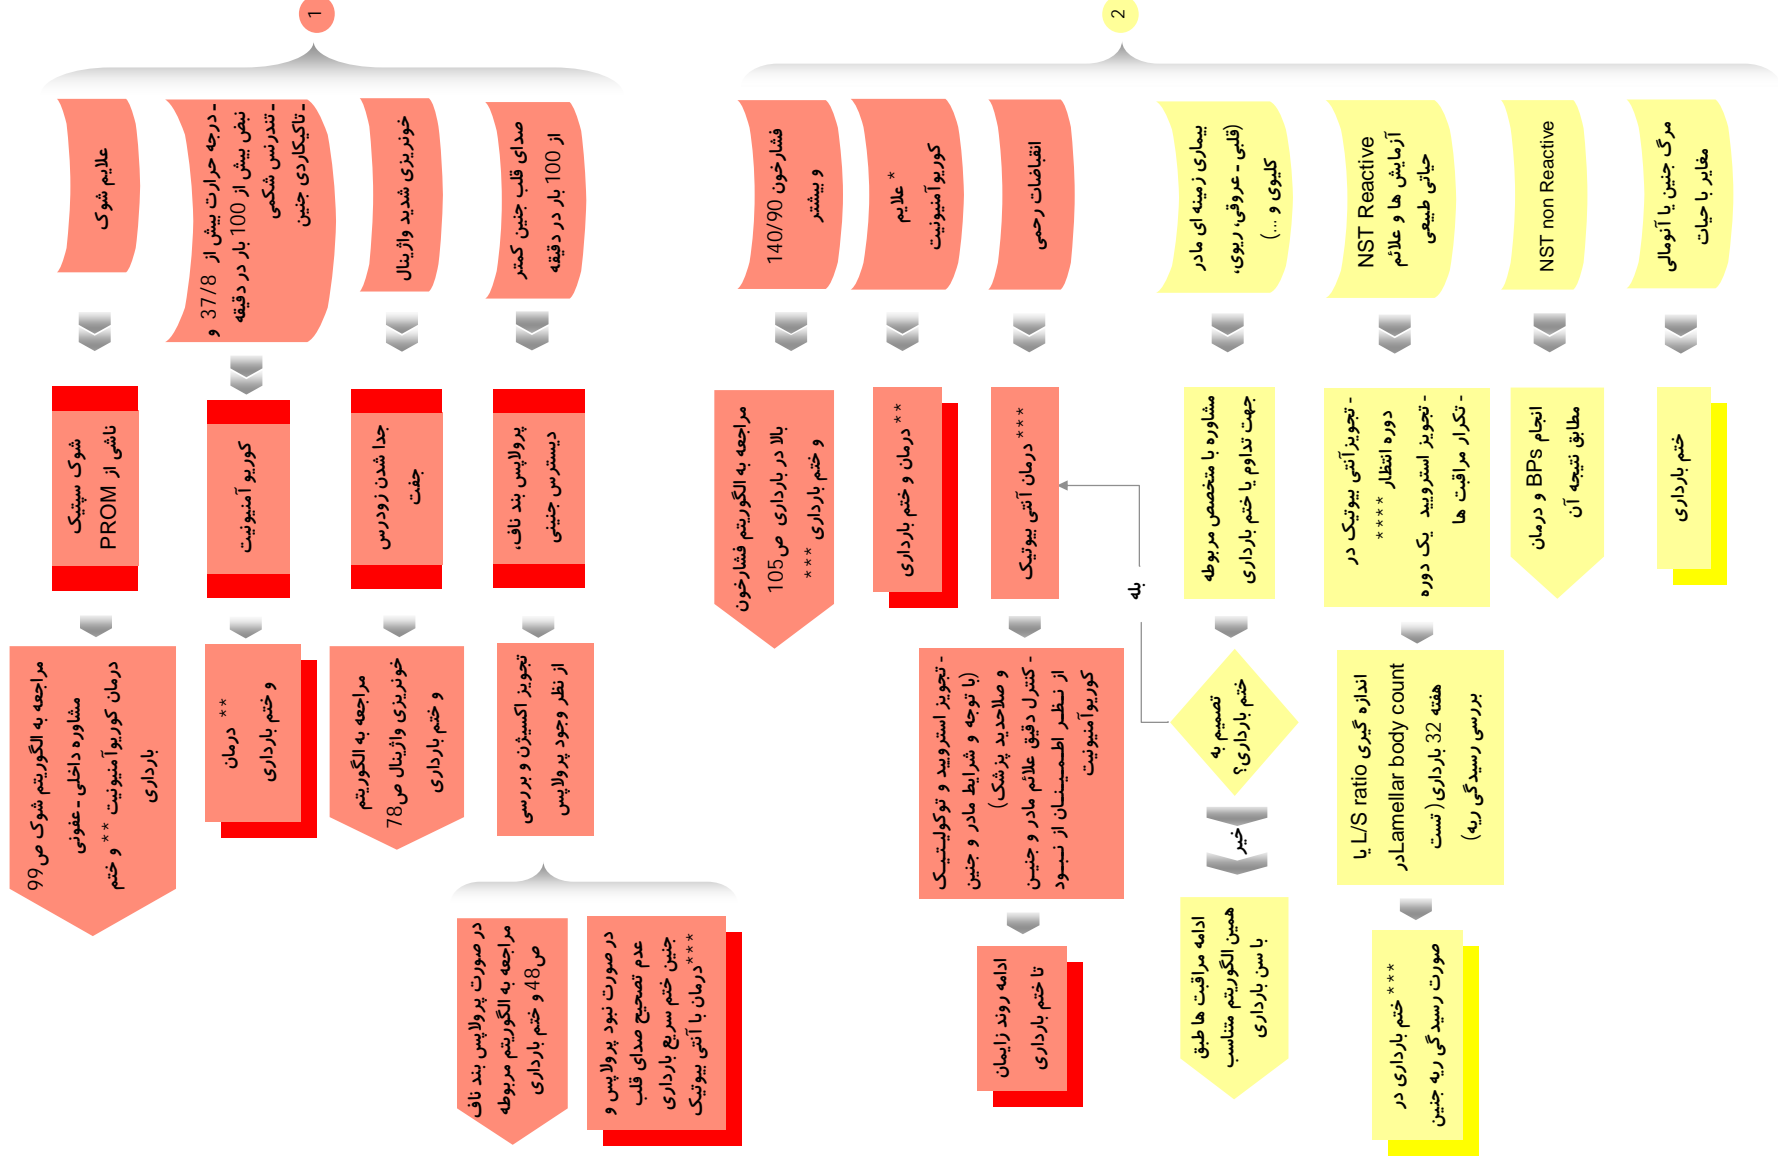 1
علایم شوک
شوک سپتیک
ناشی از PROM
مراجعه به الگوریتم شوک ص99
مشاوره داخلی - عفونی
درمان کوریوآمنیونیت ** و ختم
بارداری
- درجه حرارت بیش از 37/8 و
نبض بیش از 100 بار در دقیقه
- تندرنس شکمی
- تاکیکاردی جنین
کوریو آمنیونیت
** درمان
و ختم بارداری
خونریزی شدید واژینال
جدا شدن زودرس
جفت
مراجعه به الگوریتم
خونریزی واژینال ص78
و ختم بارداری
صدای قلب جنین کمتر
از 100 بار در دقیقه
پرولاپس بند ناف،
دیسترس جنینی
تجویز اکسیژن و بررسی
از نظر وجود پرولاپس
در صورت پرولاپس بند ناف
مراجعه به الگوریتم مربوطه
ص48 و ختم بارداری
در صورت نبود پرولاپس و
عدم تصحیح صدای قلب
جنین ختم سریع بارداری
***درمان با آنتی بیوتیک
2
فشارخون 140/90
و بیشتر
مراجعه به الگوریتم فشارخون
بالا در بارداری ص105
و ختم بارداری ***
* علایم
کوریوآمنیونیت
** درمان و ختم بارداری
انقباضات رحمی
*** درمان آنتی بیوتیک
- تجویز استرویید و توکولیتیک
(با توجه و شرایط مادر و جنین
و صلاحدید پزشک)
- کنترل دقیق علائم مادر و جنین
از نظر اطمینان از نبود
کوریوآمنیونیت
ادامه روند زایمان
تا ختم بارداری
بیماری زمینه ای مادر
(قلبی - عروقی، ریوی،
کلیوی و ...)
مشاوره با متخصص مربوطه
جهت تداوم یا ختم بارداری
تصمیم به
ختم بارداری؟
بله
خیر
ادامه مراقبت ها طبق
همین الگوریتم متناسب
با سن بارداری
NST Reactive
آزمایش ها و علائم
حیاتی طبیعی
- تجویز آنتی بیوتیک در
دوره انتظار ****
- تجویز استرویید یک دوره
- تکرار مراقبت ها
اندازه گیری L/S ratio یا
Lamellar body countدر
هفته 32 بارداری (تست
بررسی رسیدگی ریه)
*** ختم بارداری در
صورت رسیدگی ریه جنین
NST non Reactive
انجام BPs و درمان
مطابق نتیجه آن
مرگ جنین یا آنومالی
مغایر با حیات
ختم بارداری